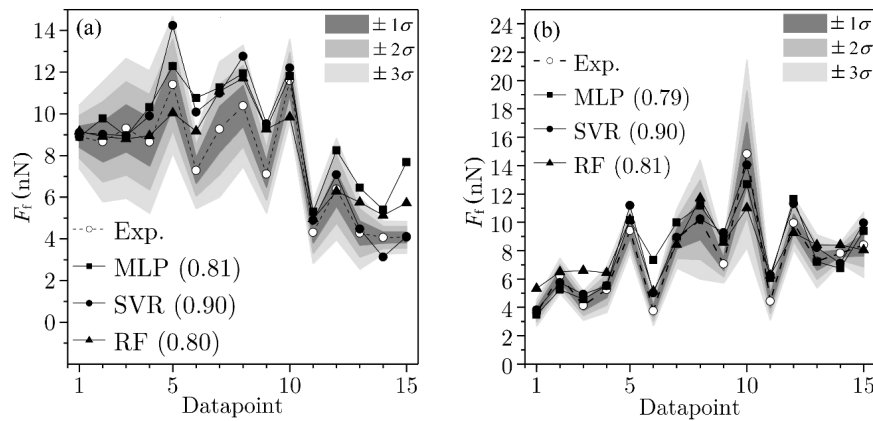 (a)
± 1σ
± 2σ
± 3σ
Exp.
MLP (0.81)
SVR (0.90)
RF (0.80)
14
12
10
8
6
4
2
0
F_f (nN)
1 5 10 15
Datapoint
(b)
± 1σ
± 2σ
± 3σ
Exp.
MLP (0.79)
SVR (0.90)
RF (0.81)
24
22
20
18
16
14
12
10
8
6
4
2
0
F_f (nN)
1 5 10 15
Datapoint